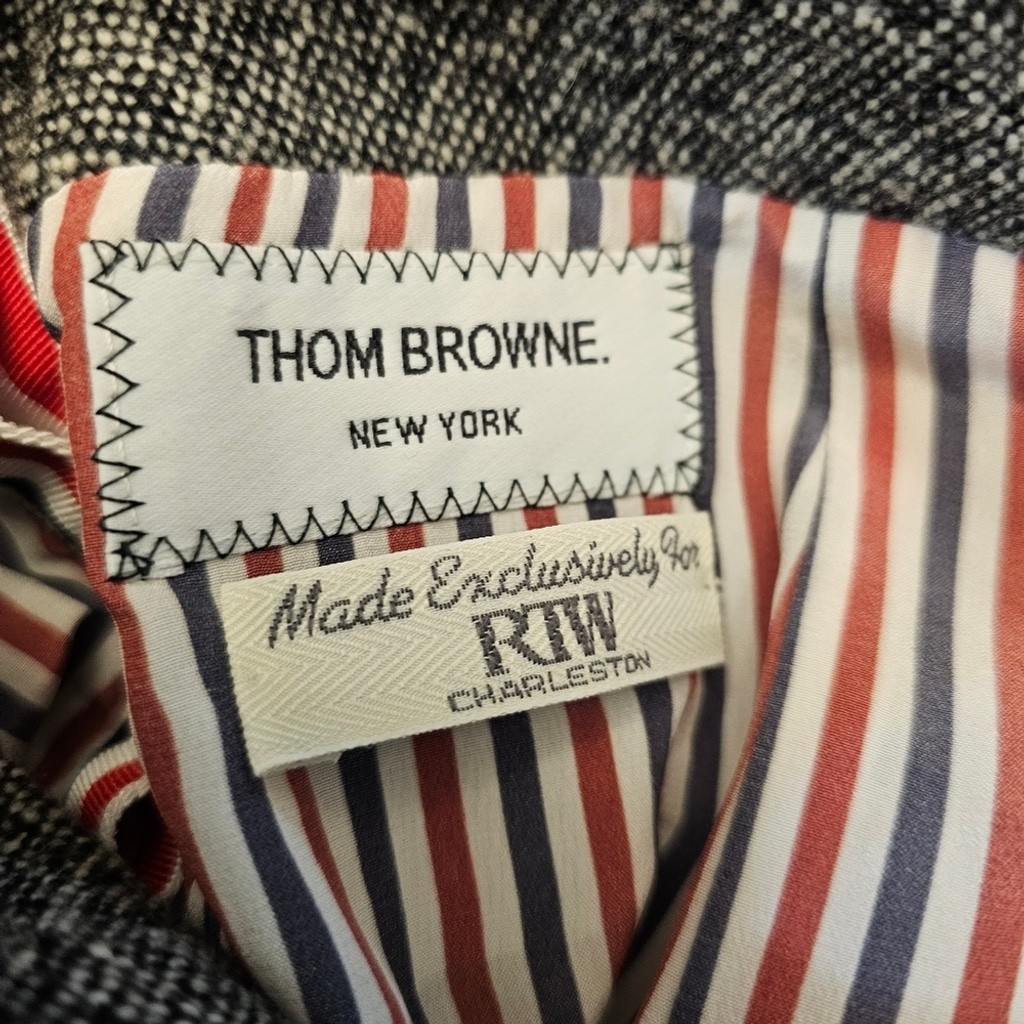 THOM BROWNE.
NEW YORK
Made Exclusively For
RTW
CHARLESTON